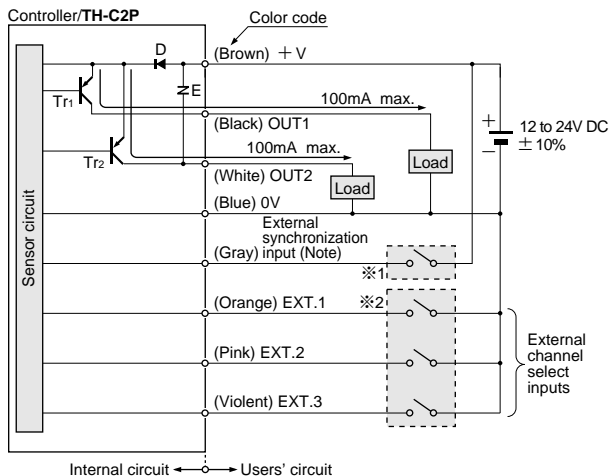 Controller/TH-C2P
Color code
D
(Brown) +V
E
Tr1
100mA max.
(Black) OUT1
+
12 to 24V DC
±10%
−
Tr2
100mA max.
Load
(White) OUT2
Load
(Blue) 0V
Sensor circuit
External
synchronization
(Gray) input (Note)
※1
(Orange) EXT.1
※2
(Pink) EXT.2
External
channel
select
inputs
(Violent) EXT.3
Internal circuit
Users' circuit